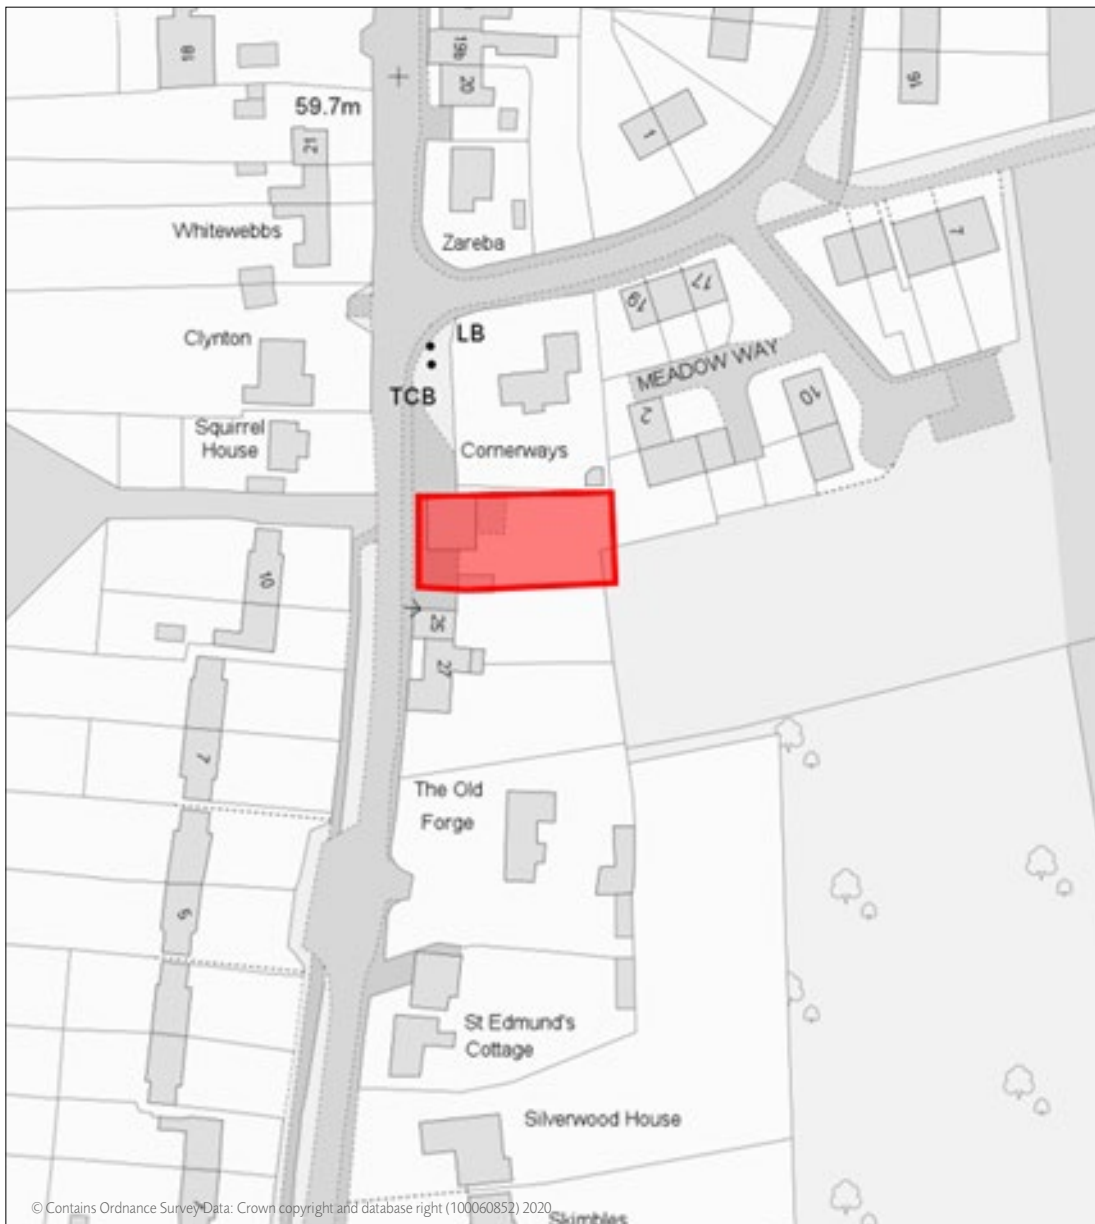 18
19b
20
16
1
59.7m
21
Whitewebbs
Zareba
7
19
17
Clynton
LB
TCB
MEADOW WAY
2
10
Squirrel
House
Cornerways
10
26
27
7
The Old
Forge
5
St Edmund's
Cottage
Silverwood House
Skimbles
© Contains Ordnance Survey Data: Crown copyright and database right (100060852) 2020